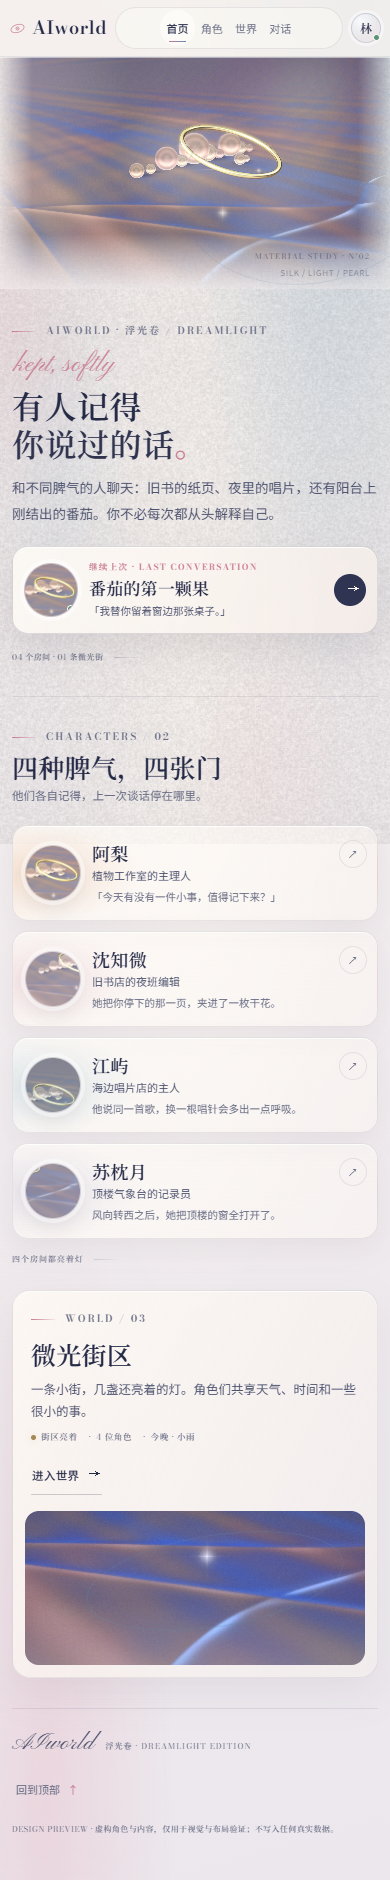 AIworld
首页 角色 世界 对话
林
MATERIAL STUDY · Nº02
SILK / LIGHT / PEARL
AIWORLD · 浮光卷 / DREAMLIGHT
kept, softly
有人记得
你说过的话。
和不同脾气的人聊天：旧书的纸页、夜里的唱片，还有阳台上
刚结出的番茄。你不必每次都从头解释自己。
继续上次 · LAST CONVERSATION
番茄的第一颗果
「我替你留着窗边那张桌子。」
→
04 个房间 · 01 条微光街
CHARACTERS / 02
四种脾气，四张门
他们各自记得，上一次谈话停在哪里。
阿梨
↗
植物工作室的主理人
「今天有没有一件小事，值得记下来？」
沈知微
↗
旧书店的夜班编辑
她把你停下的那一页，夹进了一枚干花。
江屿
↗
海边唱片店的主人
他说同一首歌，换一根唱针会多出一点呼吸。
苏枕月
↗
顶楼气象台的记录员
风向转西之后，她把顶楼的窗全打开了。
四个房间都亮着灯
WORLD / 03
微光街区
一条小街，几盏还亮着的灯。角色们共享天气、时间和一些
很小的事。
街区亮着 · 4 位角色 · 今晚 · 小雨
进入世界 →
AIworld 浮光卷 · DREAMLIGHT EDITION
回到顶部 ↑
DESIGN PREVIEW · 虚构角色与内容，仅用于视觉与布局验证；不写入任何真实数据。